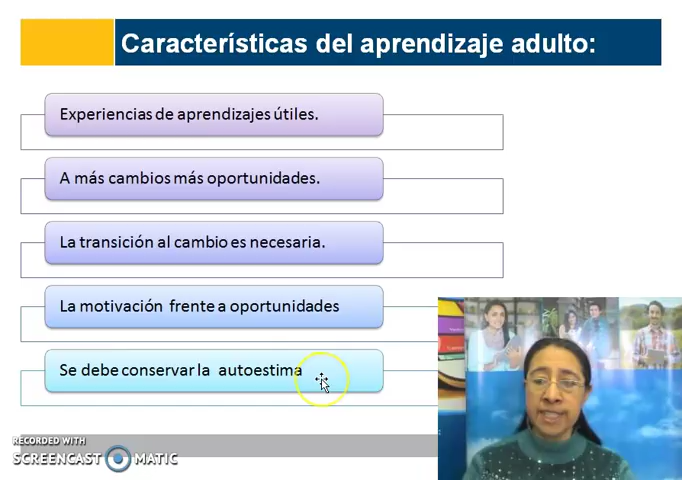 Características del aprendizaje adulto:
Experiencias de aprendizajes útiles.
A más cambios más oportunidades.
La transición al cambio es necesaria.
La motivación frente a oportunidades
Se debe conservar la autoestima
RECORDED WITH
SCREENCAST MATIC